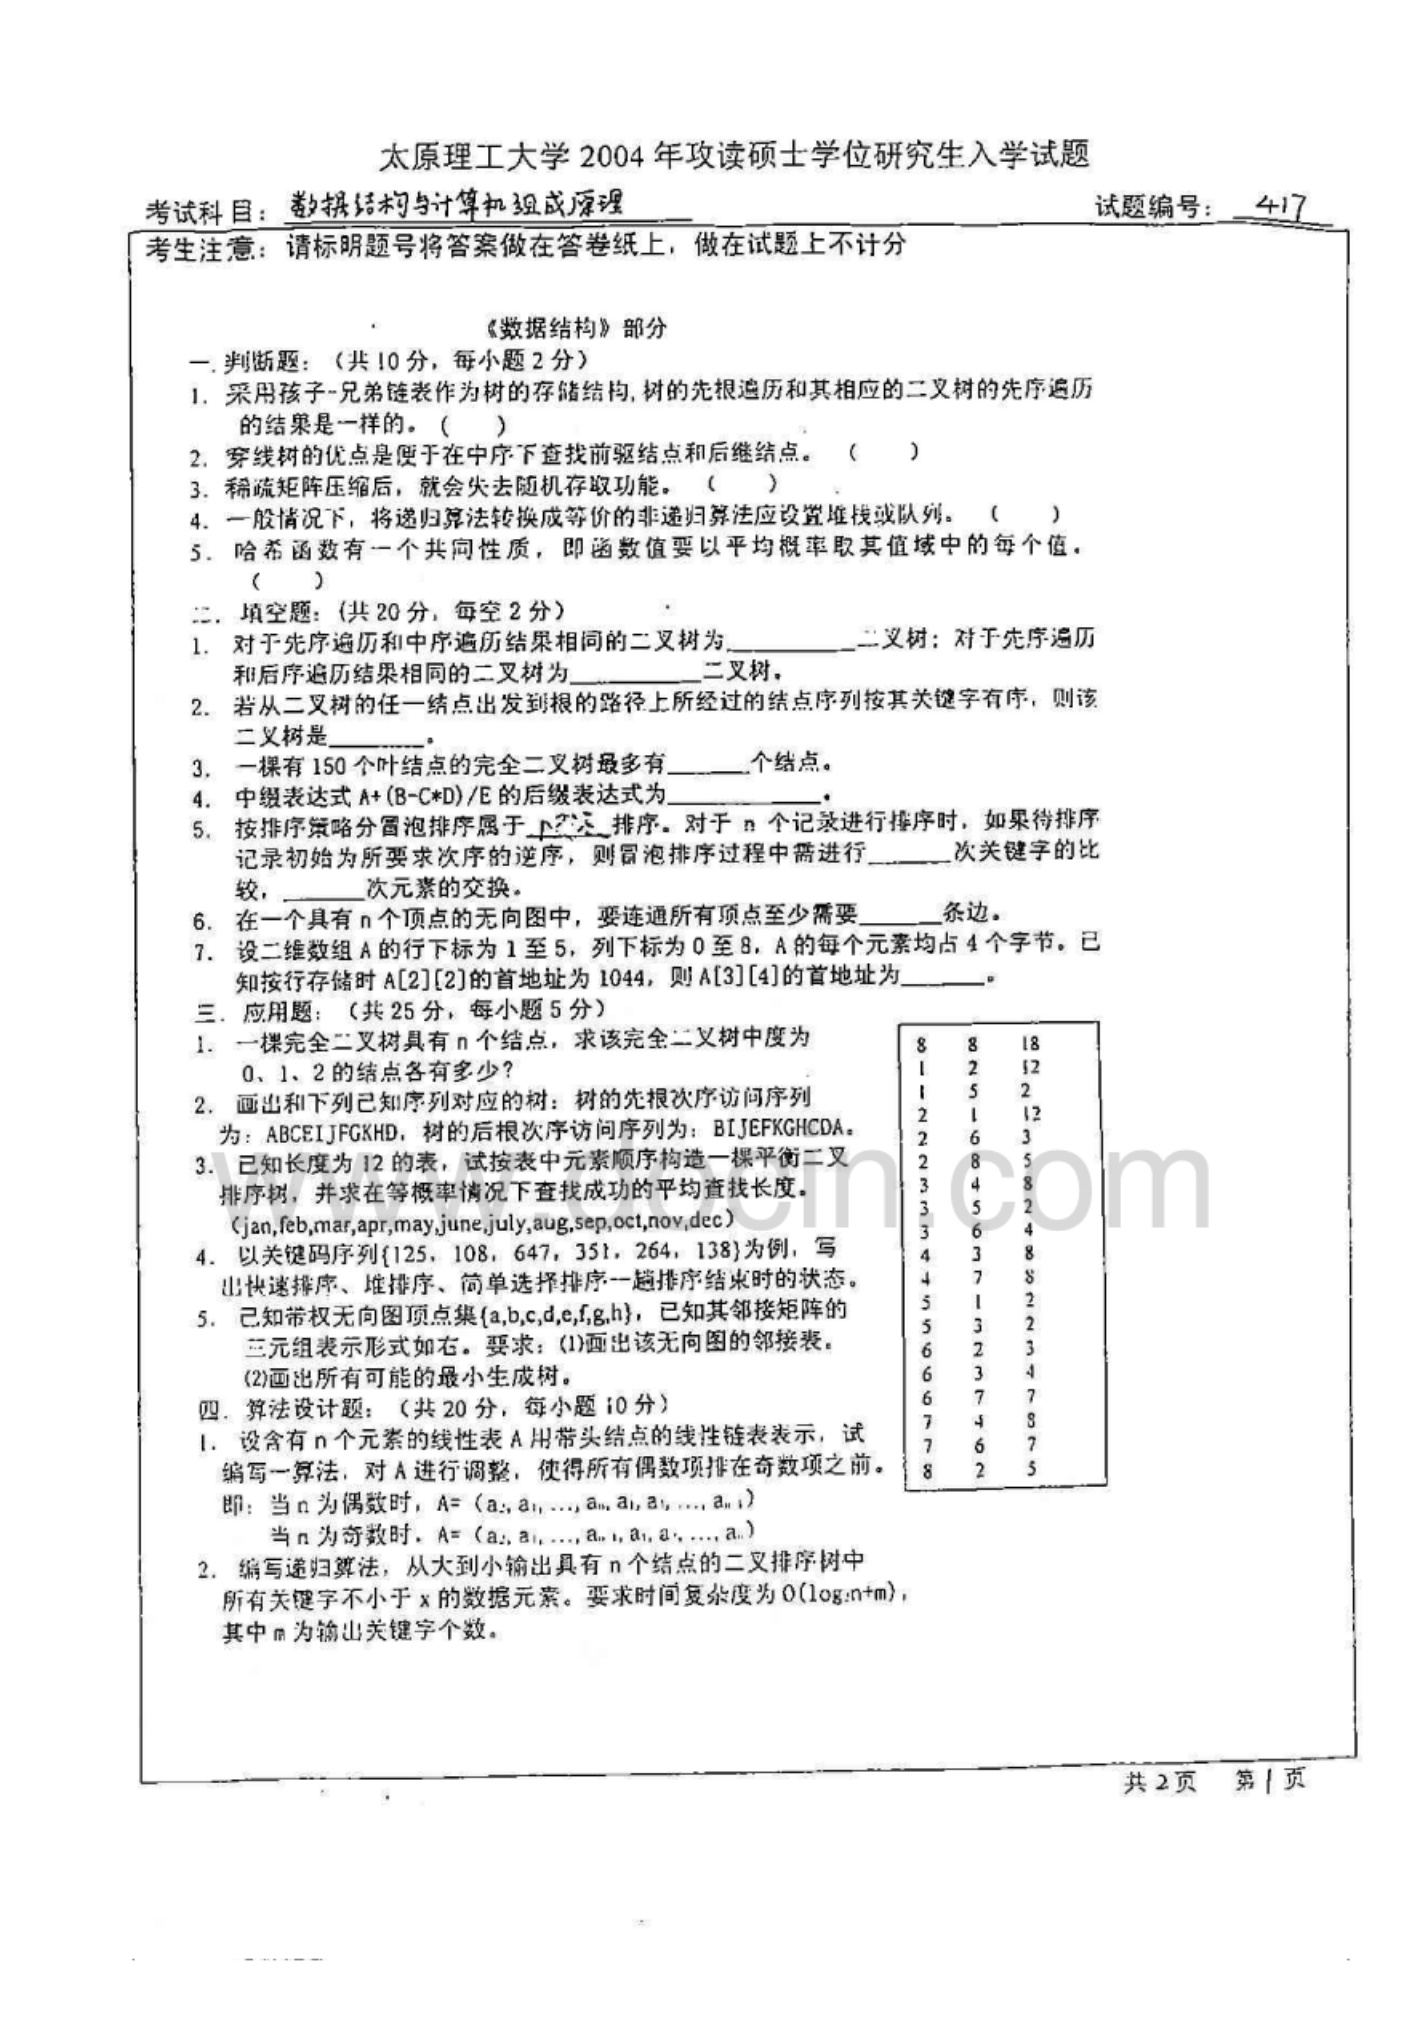 太原理工大学 2004 年攻读硕士学位研究生入学试题
考试科目: 数据结构与计算机组成原理 试题编号: 417
考生注意: 请标明题号将答案做在答卷纸上, 做在试题上不计分
《数据结构》部分
一. 判断题: (共 10 分, 每小题 2 分)
1. 采用孩子-兄弟链表作为树的存储结构, 树的先根遍历和其相应的二叉树的先序遍历
的结果是一样的。 ( )
2. 穿线树的优点是便于在中序下查找前驱结点和后继结点。 ( )
3. 稀疏矩阵压缩后, 就会失去随机存取功能。 ( )
4. 一般情况下, 将递归算法转换成等价的非递归算法应设置堆栈或队列。 ( )
5. 哈希函数有一个共同性质, 即函数值要以平均概率取其值域中的每个值。
( )
二. 填空题: (共 20 分, 每空 2 分)
1. 对于先序遍历和中序遍历结果相同的二叉树为__________二叉树; 对于先序遍历
和后序遍历结果相同的二叉树为__________二叉树。
2. 若从二叉树的任一结点出发到根的路径上所经过的结点序列按其关键字有序, 则该
二叉树是________。
3. 一棵有 150 个叶结点的完全二叉树最多有______个结点。
4. 中缀表达式 A+(B-C*D)/E 的后缀表达式为____________。
5. 按排序策略分冒泡排序属于______排序。对于 n 个记录进行排序时, 如果待排序
记录初始为所要求次序的逆序, 则冒泡排序过程中需进行______次关键字的比
较, ______次元素的交换。
6. 在一个具有 n 个顶点的无向图中, 要连通所有顶点至少需要______条边。
7. 设二维数组 A 的行下标为 1 至 5, 列下标为 0 至 8, A 的每个元素均占 4 个字节。已
知按行存储时 A[2][2]的首地址为 1044, 则 A[3][4]的首地址为______。
三. 应用题: (共 25 分, 每小题 5 分)
1. 一棵完全二叉树具有 n 个结点, 求该完全二叉树中度为
0、1、2 的结点各有多少?
2. 画出和下列已知序列对应的树: 树的先根次序访问序列
为: ABCEIJFGKHD, 树的后根次序访问序列为: BIJEFKGHCDA。
3. 已知长度为 12 的表, 试按表中元素顺序构造一棵平衡二叉
排序树, 并求在等概率情况下查找成功的平均查找长度。
(jan,feb,mar,apr,may,june,july,aug,sep,oct,nov,dec)
4. 以关键码序列{125, 108, 647, 351, 264, 138}为例, 写
出快速排序、堆排序、简单选择排序一趟排序结束时的状态。
5. 已知带权无向图顶点集{a,b,c,d,e,f,g,h}, 已知其邻接矩阵的
三元组表示形式如右。要求: (1)画出该无向图的邻接表。
(2)画出所有可能的最小生成树。
8 8 18
1 2 12
1 5 2
2 1 12
2 6 3
2 8 5
3 4 8
3 5 2
3 6 4
4 3 8
4 7 8
5 1 2
5 3 2
6 2 3
6 3 4
6 7 7
7 4 8
7 6 7
8 2 5
四. 算法设计题: (共 20 分, 每小题 10 分)
1. 设含有 n 个元素的线性表 A 用带头结点的线性链表表示, 试
编写一算法, 对 A 进行调整, 使得所有偶数项排在奇数项之前。
即: 当 n 为偶数时, A=
当 n 为奇数时, A=
2. 编写递归算法, 从大到小输出具有 n 个结点的二叉排序树中
所有关键字不小于 x 的数据元素。要求时间复杂度为 O(log₂n+m),
其中 m 为输出关键字个数。
共 2 页 第 1 页
www.docin.com